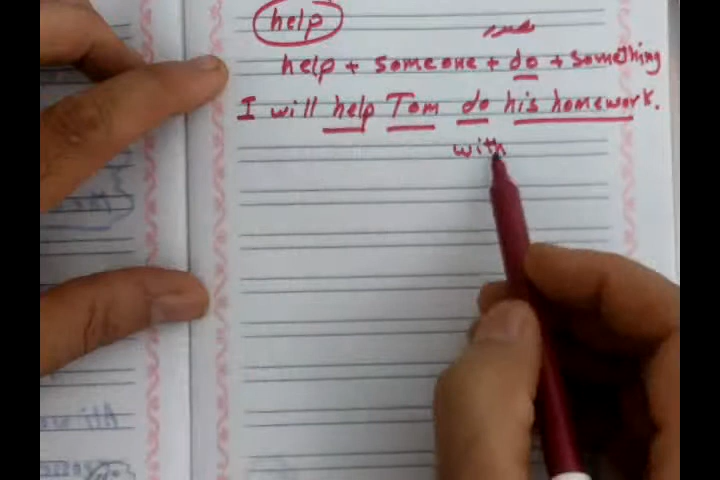 help
help + someone + do + something
I will help Tom do his homework.
with